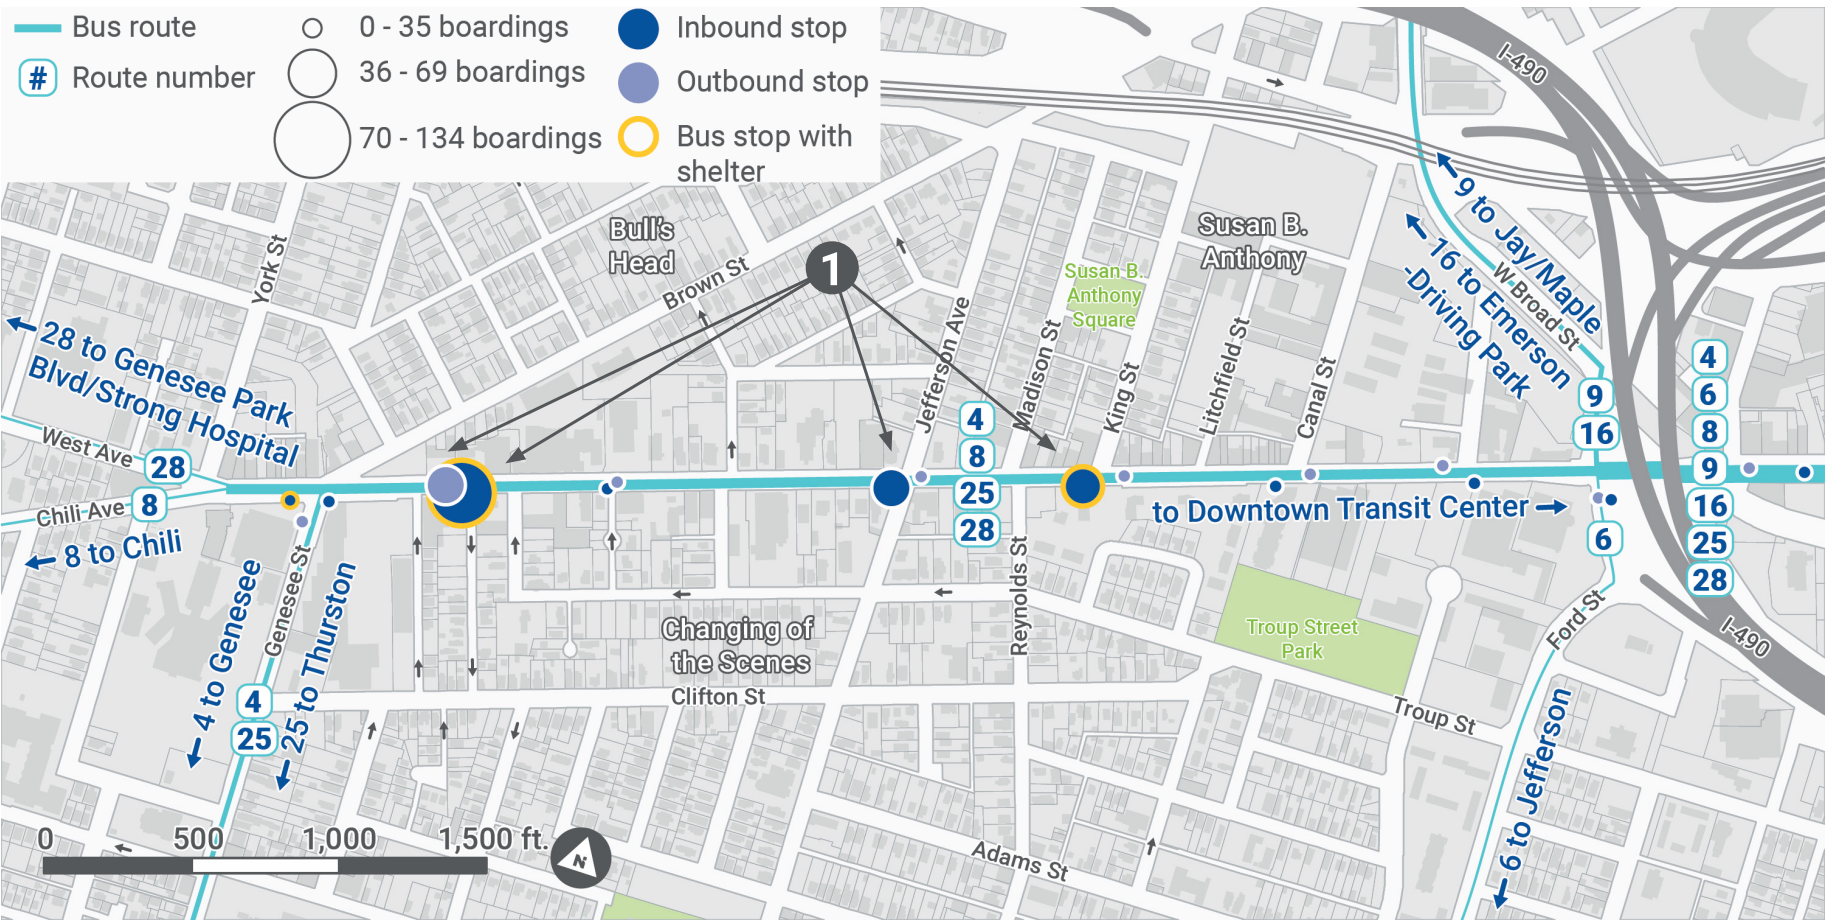 Bus route
# Route number
0 - 35 boardings
36 - 69 boardings
70 - 134 boardings
Inbound stop
Outbound stop
Bus stop with
shelter
I-490
9 to Jay/Maple
16 to Emerson
-Driving Park
W Broad St
Bull's
Head
Susan B.
Anthony
York St
Brown St
1
Susan B.
Anthony
Square
28 to Genesee Park
Blvd/Strong Hospital
Jefferson Ave
Madison St
King St
Litchfield St
Canal St
9
16
4
6
8
9
16
25
28
4
8
25
28
West Ave
28
Chili Ave
8
8 to Chili
to Downtown Transit Center
6
Genesee St
4 to Genesee
25 to Thurston
Reynolds St
Changing of
the Scenes
Clifton St
Troup Street
Park
Ford St
I-490
4
25
Troup St
6 to Jefferson
Adams St
0 500 1,000 1,500 ft.
N